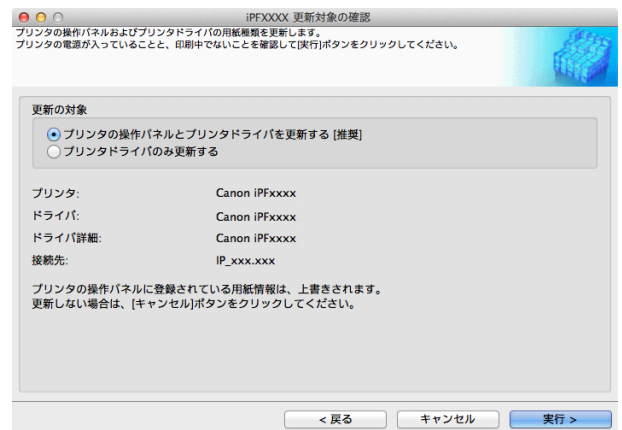 iPFXXXX 更新対象の確認
プリンタの操作パネルおよびプリンタドライバの用紙種類を更新します。
プリンタの電源が入っていることと、印刷中でないことを確認して[実行]ボタンをクリックしてください。
更新の対象
プリンタの操作パネルとプリンタドライバを更新する [推奨]
プリンタドライバのみ更新する
プリンタ: Canon iPFxxxx
ドライバ: Canon iPFxxxx
ドライバ詳細: Canon iPFxxxx
接続先: IP_xxx.xxx
プリンタの操作パネルに登録されている用紙情報は、上書きされます。
更新しない場合は、[キャンセル]ボタンをクリックしてください。
< 戻る キャンセル 実行 >